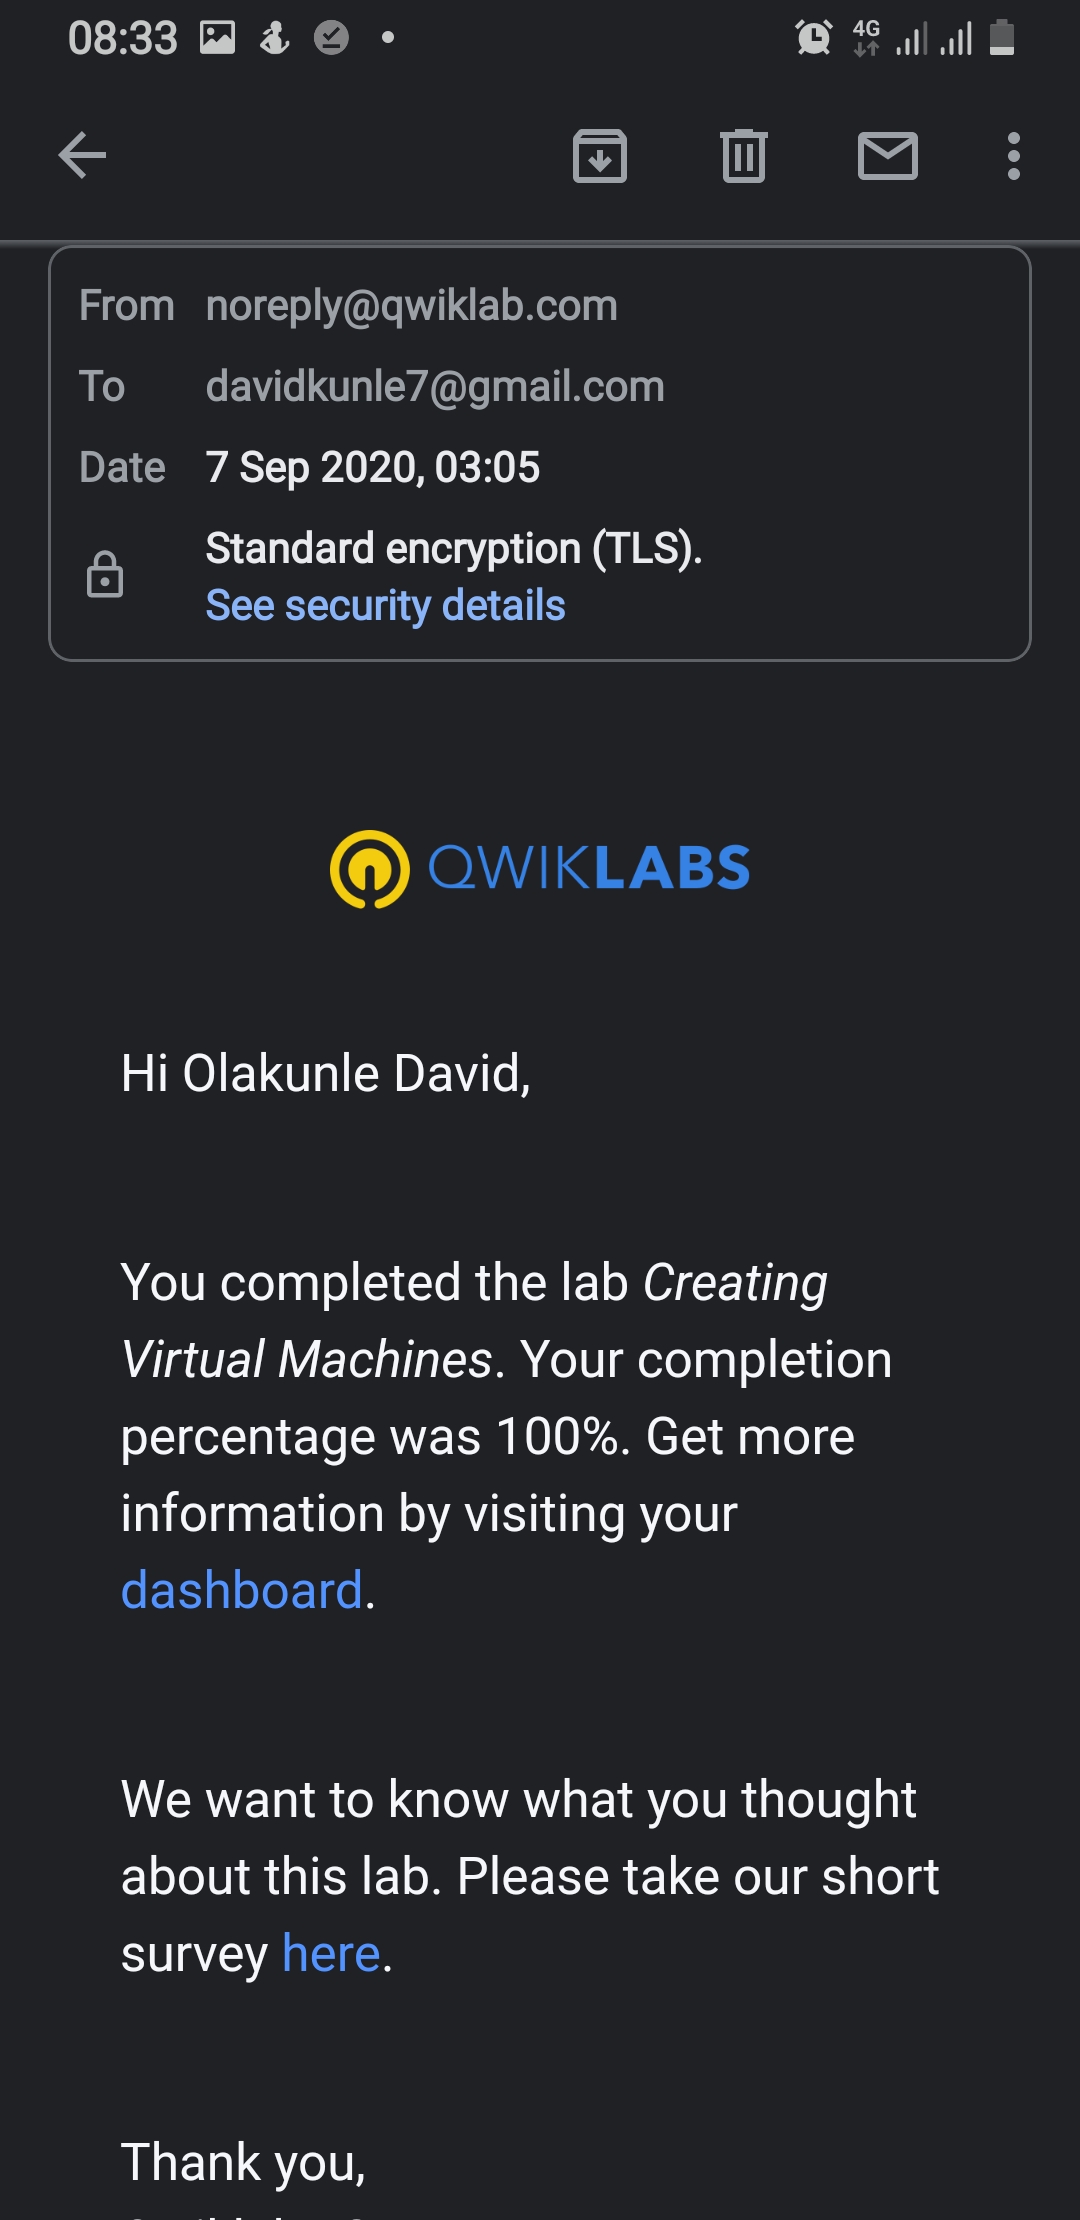 08:33
4G
From noreply@qwiklab.com
To davidkunle7@gmail.com
Date 7 Sep 2020, 03:05
Standard encryption (TLS).
See security details
QWIKLABS
Hi Olakunle David,
You completed the lab Creating
Virtual Machines. Your completion
percentage was 100%. Get more
information by visiting your
dashboard.
We want to know what you thought
about this lab. Please take our short
survey here.
Thank you,